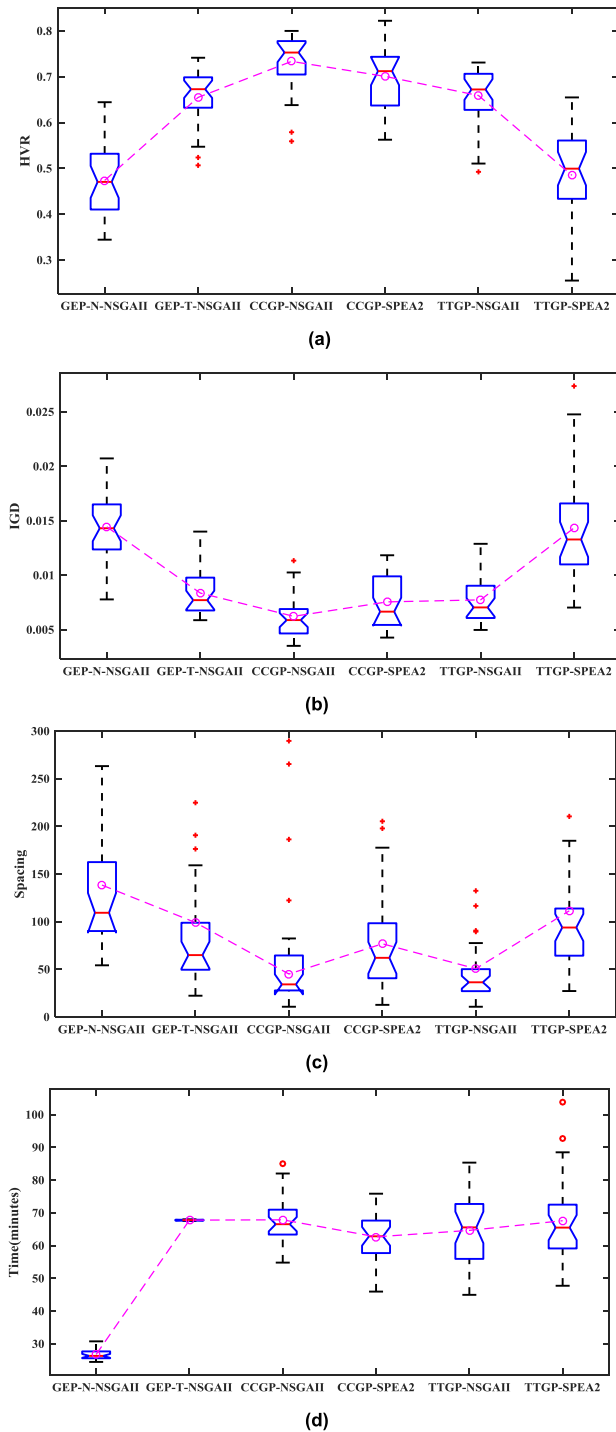 0.8
0.7
0.6
HVR
0.5
0.4
0.3
GEP-N-NSGAII GEP-T-NSGAII CCGP-NSGAII CCGP-SPEA2 TTGP-NSGAII TTGP-SPEA2
(a)
0.025
0.02
IGD
0.015
0.01
0.005
GEP-N-NSGAII GEP-T-NSGAII CCGP-NSGAII CCGP-SPEA2 TTGP-NSGAII TTGP-SPEA2
(b)
300
250
200
Spacing
150
100
50
0
GEP-N-NSGAII GEP-T-NSGAII CCGP-NSGAII CCGP-SPEA2 TTGP-NSGAII TTGP-SPEA2
(c)
100
90
80
Time(minutes)
70
60
50
40
30
GEP-N-NSGAII GEP-T-NSGAII CCGP-NSGAII CCGP-SPEA2 TTGP-NSGAII TTGP-SPEA2
(d)